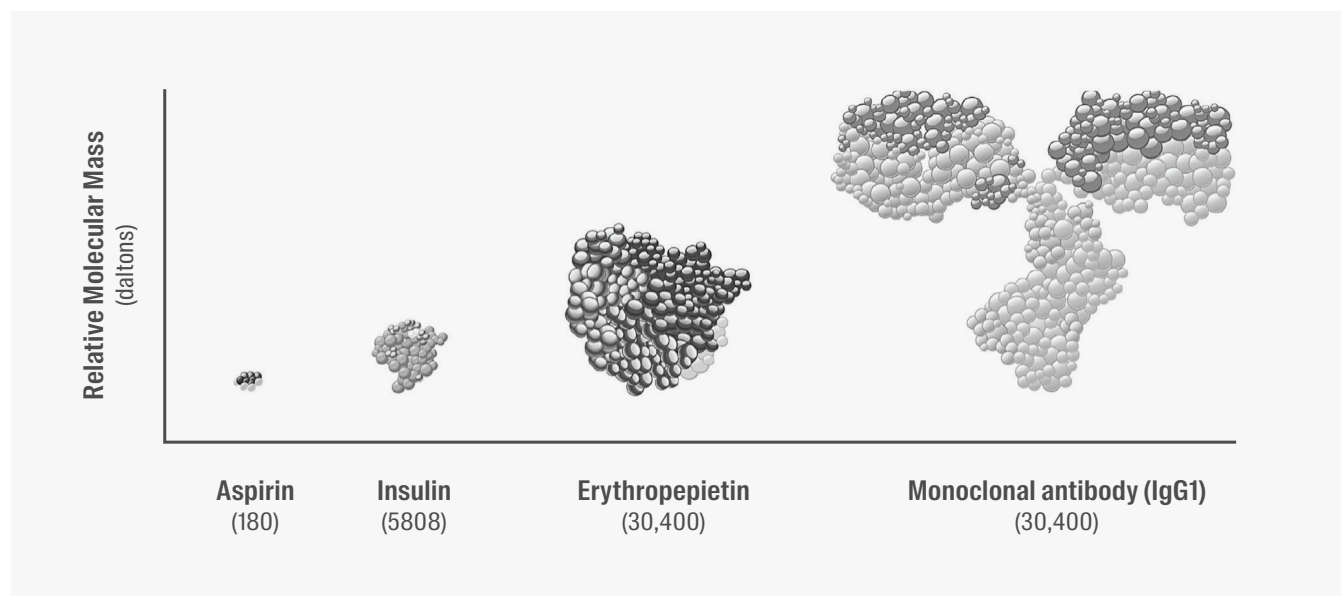 Relative Molecular Mass
(daltons)
Aspirin
(180)
Insulin
(5808)
Erythropepietin
(30,400)
Monoclonal antibody (IgG1)
(30,400)